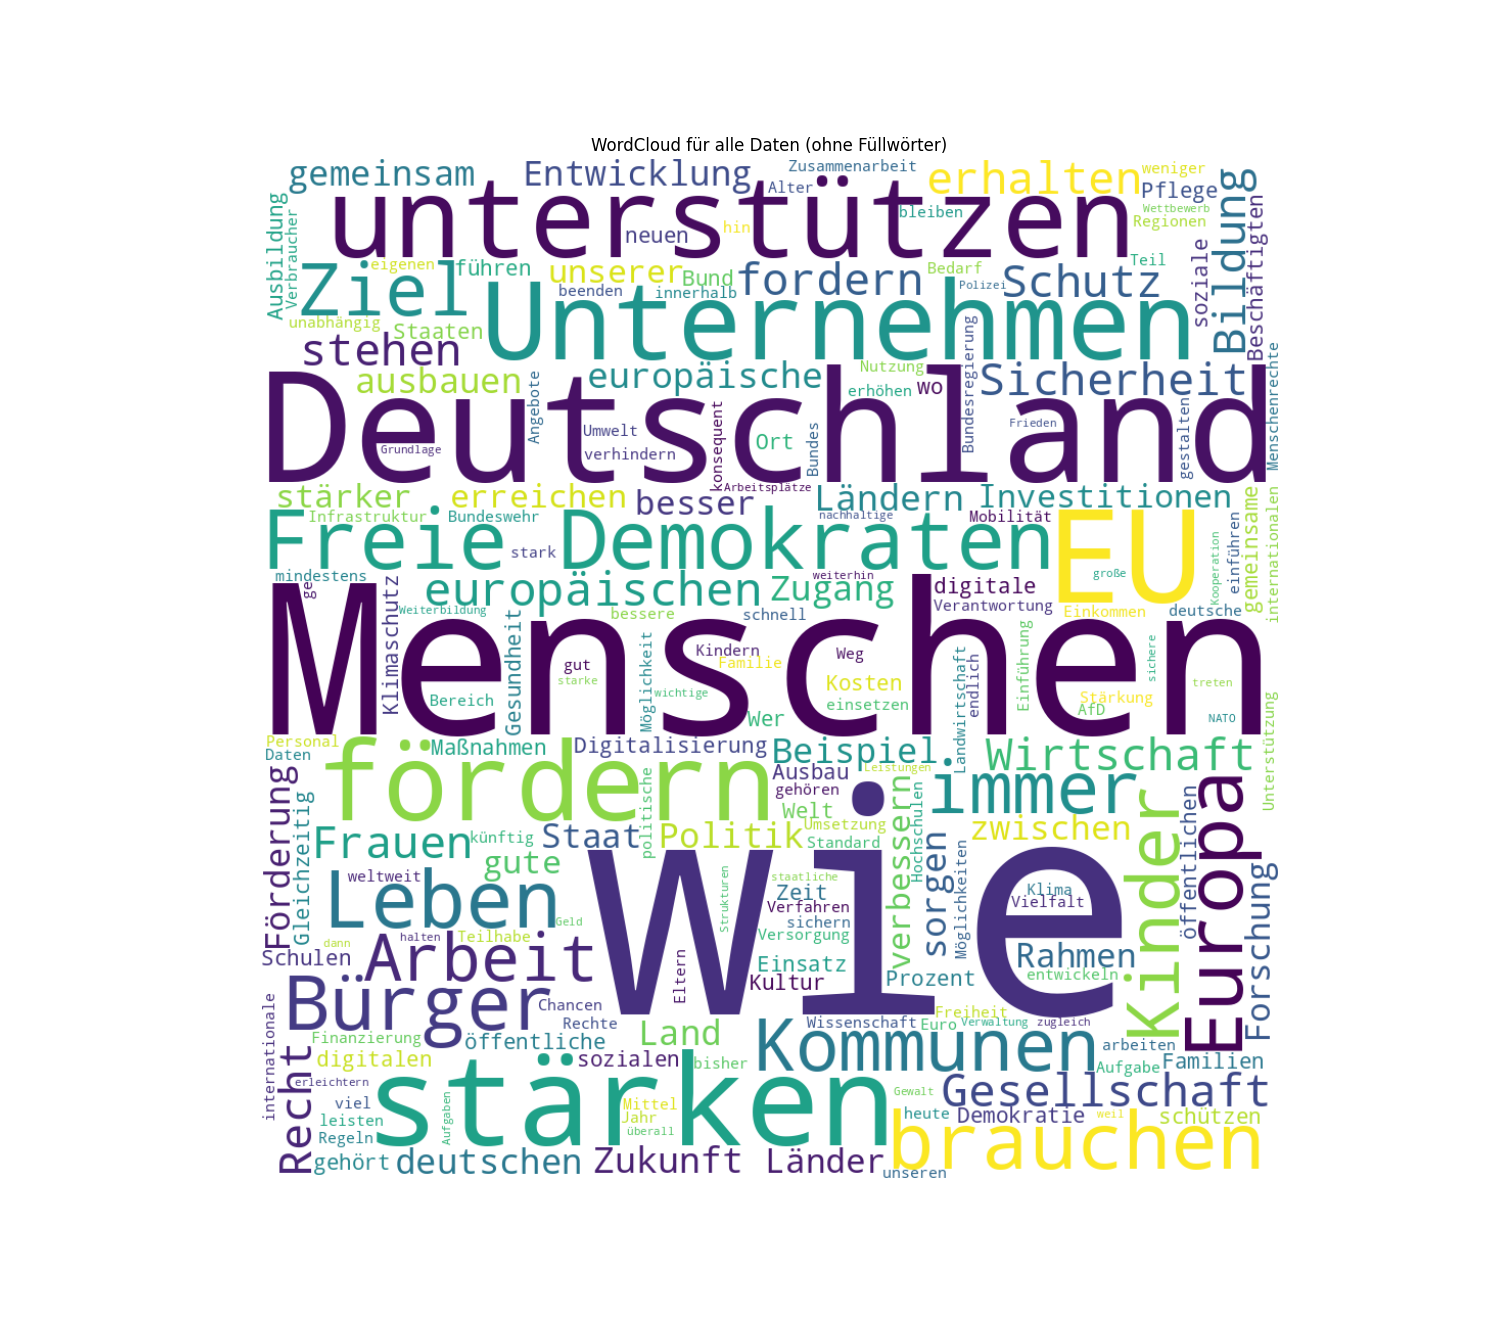 WordCloud für alle Daten (ohne Füllwörter)
gemeinsam
Entwicklung
Zusammenarbeit
Alter
erhalten
weniger
Pflege
Wettbewerb
Regionen
Bildung
Ausbildung
Verbraucher
unterstützen
neuen
hin
bleiben
Beschäftigten
soziale
Teil
Ziel
eigenen
führen
unserer
Bund
fordern
Bedarf
Polizei
Schutz
beenden
innerhalb
unabhängig
Staaten
Unternehmen
stehen
ausbauen
europäische
Nutzung
erhöhen
wo
Bundesregierung
Sicherheit
Menschenrechte
Deutschland
Angebote
Umwelt
Grundlage
verhindern
konsequent
Ort
Bundes
Frieden
gestalten
Arbeitsplätze
stärker
erreichen
besser
Ländern
Investitionen
Infrastruktur
Bundeswehr
nachhaltige
Mobilität
Freie
Demokraten
stark
EU
große
Kooperation
einführen
gemeinsame
internationalen
mindestens
ge
europäischen
Zugang
weiterhin
digitale
Weiterbildung
bessere
schnell
Verantwortung
Einkommen
deutsche
Menschen
Klimaschutz
Gesundheit
Möglichkeit
Kindern
Familie
Weg
gut
starke
wichtige
Kosten
einsetzen
Bereich
Wer
Landwirtschaft
endlich
Einführung
Stärkung
AfD
sichere
treten
NATO
Unterstützung
Personal
Daten
Maßnahmen
Digitalisierung
Beispiel
Wirtschaft
fördern
Ausbau
gehören
Leistungen
immer
Förderung
Gleichzeitig
politische
Welt
Umsetzung
Standard
verbessern
Hochschulen
zwischen
Kinder
öffentlichen
Europa
Frauen
künftig
Staat
Politik
gute
sorgen
Möglichkeiten
Forschung
weltweit
Leben
Geld
Wie
Strukturen
staatliche
Zeit
Verfahren
sichern
Versorgung
Klima
Vielfalt
dann
halten
Teilhabe
Schulen
Arbeit
Eltern
Einsatz
Kultur
Prozent
Rahmen
entwickeln
Bürger
Chancen
Rechte
internationale
Finanzierung
öffentliche
Land
Wissenschaft
Freiheit
Euro
Verwaltung
zugleich
Kommunen
arbeiten
Aufgabe
Familien
Recht
digitalen
sozialen
bisher
erleichtern
stärken
viel
leisten
Regeln
Aufgaben
Mittel
Jahr
überall
Gewalt
Gesellschaft
heute
Demokratie
weil
schützen
brauchen
gehört
deutschen
Zukunft
Länder
unseren